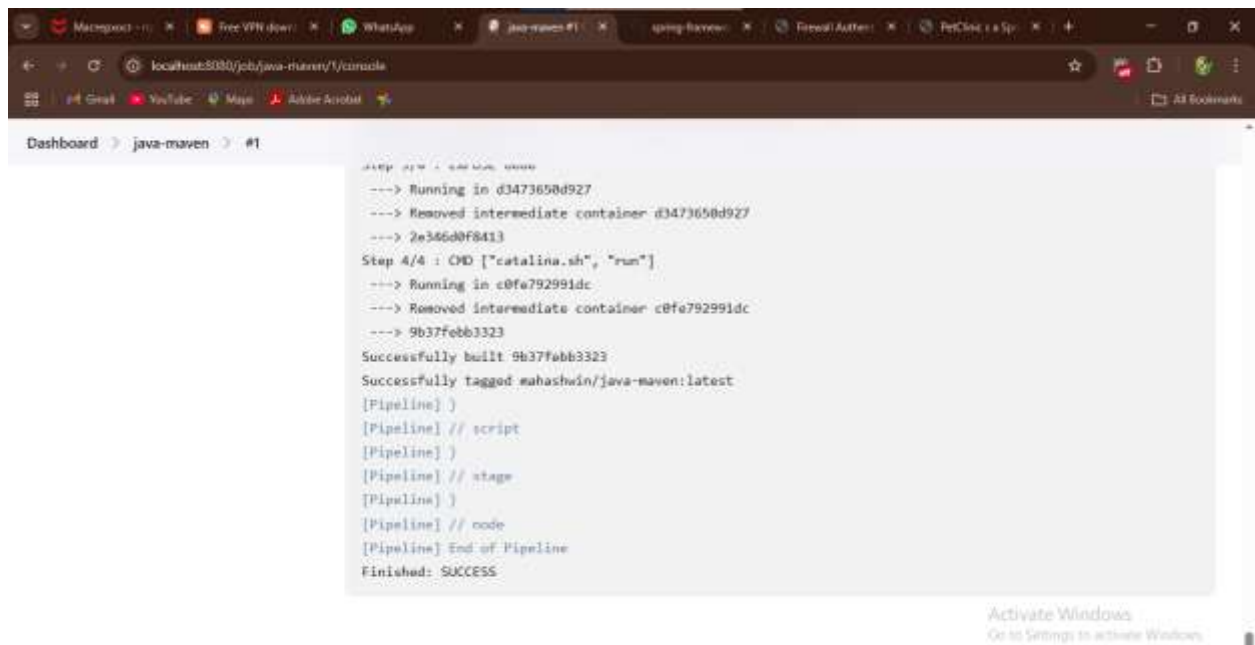 Free VPN down
WhatsApp
java-maven #1
Firewall Authen
PetClinic : a Sp
localhost:8080/job/java-maven/1/console
Gmail
YouTube
Maps
Adobe Acrobat
All Bookmarks
Dashboard > java-maven > #1
---> Running in d3473650d927
---> Removed intermediate container d3473650d927
---> 2e346d0f8413
Step 4/4 : CMD ["catalina.sh", "run"]
---> Running in c0fe792991dc
---> Removed intermediate container c0fe792991dc
---> 9b37febb3323
Successfully built 9b37febb3323
Successfully tagged mahashwin/java-maven:latest
[Pipeline] }
[Pipeline] // script
[Pipeline] }
[Pipeline] // stage
[Pipeline] }
[Pipeline] // node
[Pipeline] End of Pipeline
Finished: SUCCESS
Activate Windows
Go to Settings to activate Windows.